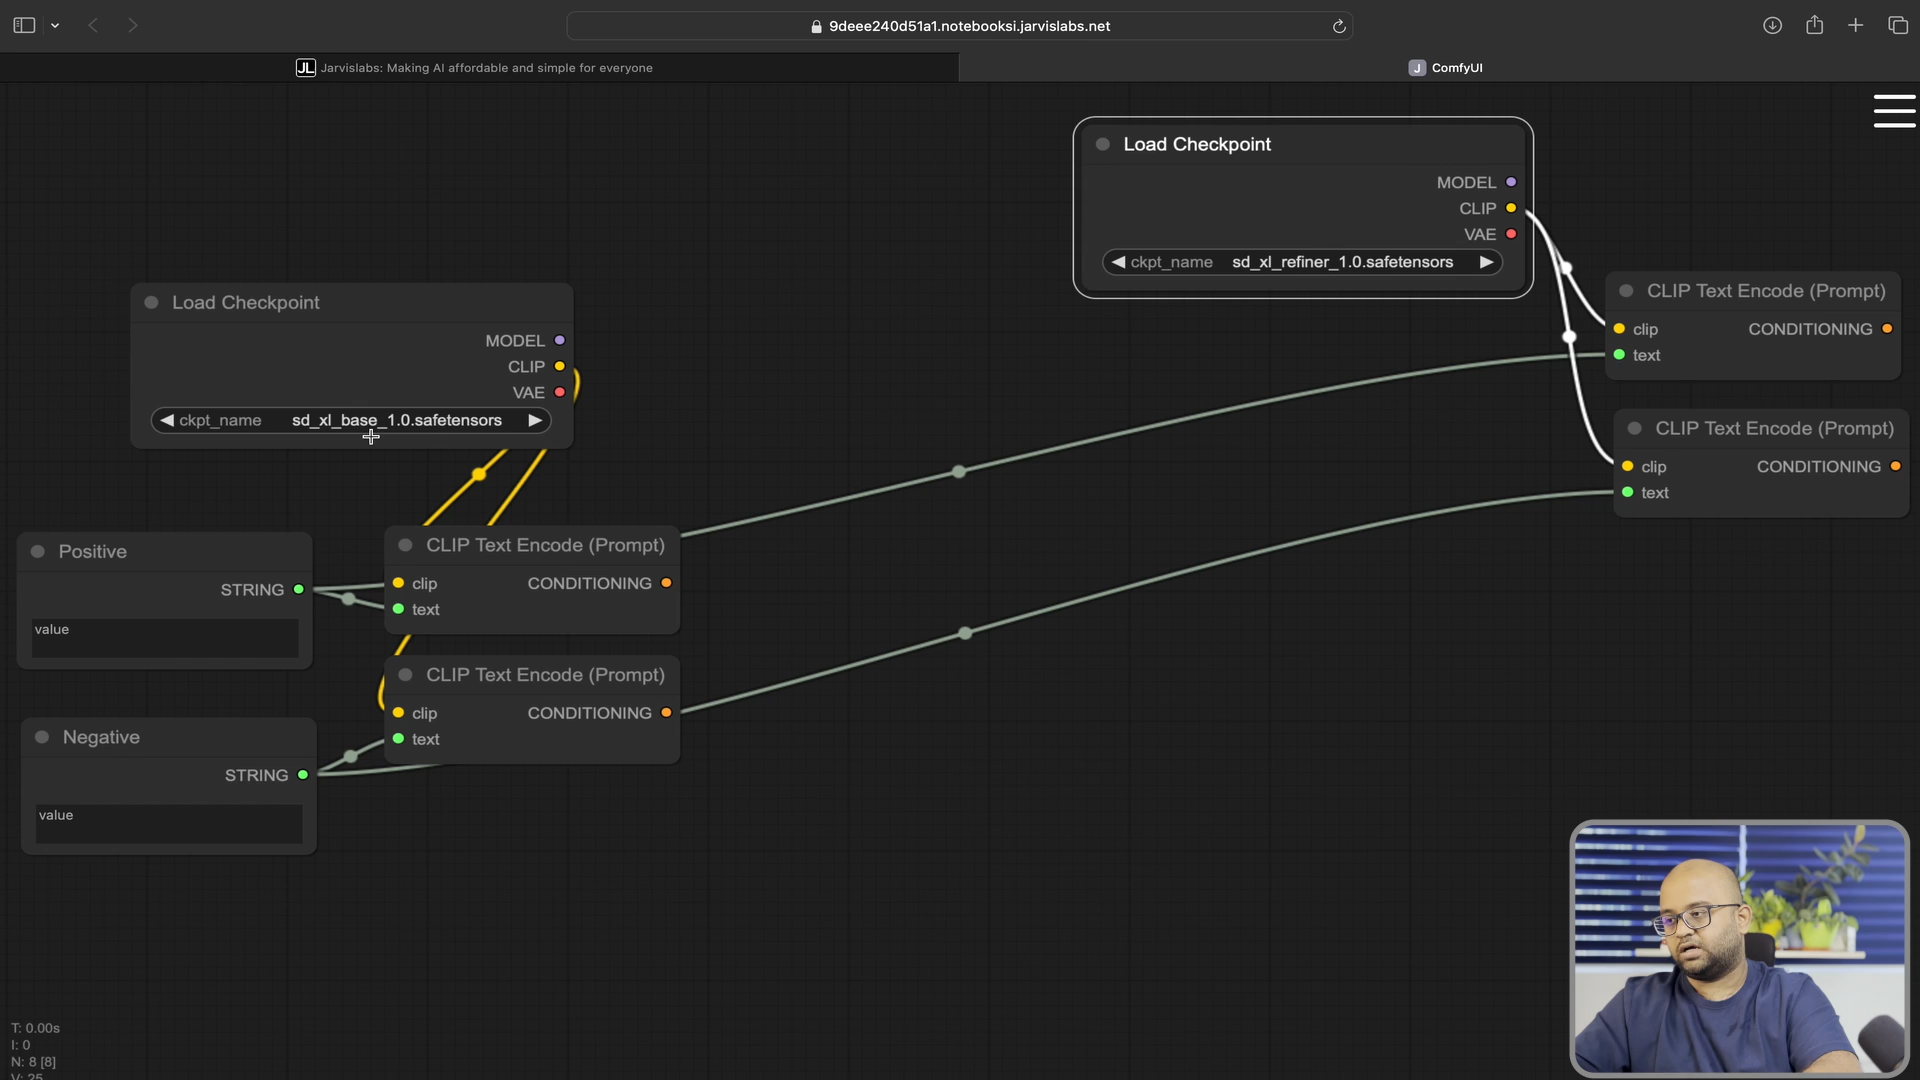 9deee240d51a1.notebooksi.jarvislabs.net
JL Jarvislabs: Making AI affordable and simple for everyone
J ComfyUI
Load Checkpoint
MODEL
CLIP
VAE
ckpt_name sd_xl_refiner_1.0.safetensors
CLIP Text Encode (Prompt)
clip CONDITIONING
text
CLIP Text Encode (Prompt)
clip CONDITIONING
text
Load Checkpoint
MODEL
CLIP
VAE
ckpt_name sd_xl_base_1.0.safetensors
Positive
STRING
value
CLIP Text Encode (Prompt)
clip CONDITIONING
text
CLIP Text Encode (Prompt)
clip CONDITIONING
text
Negative
STRING
value
T: 0.00s
I: 0
N: 8 [8]
V: 25